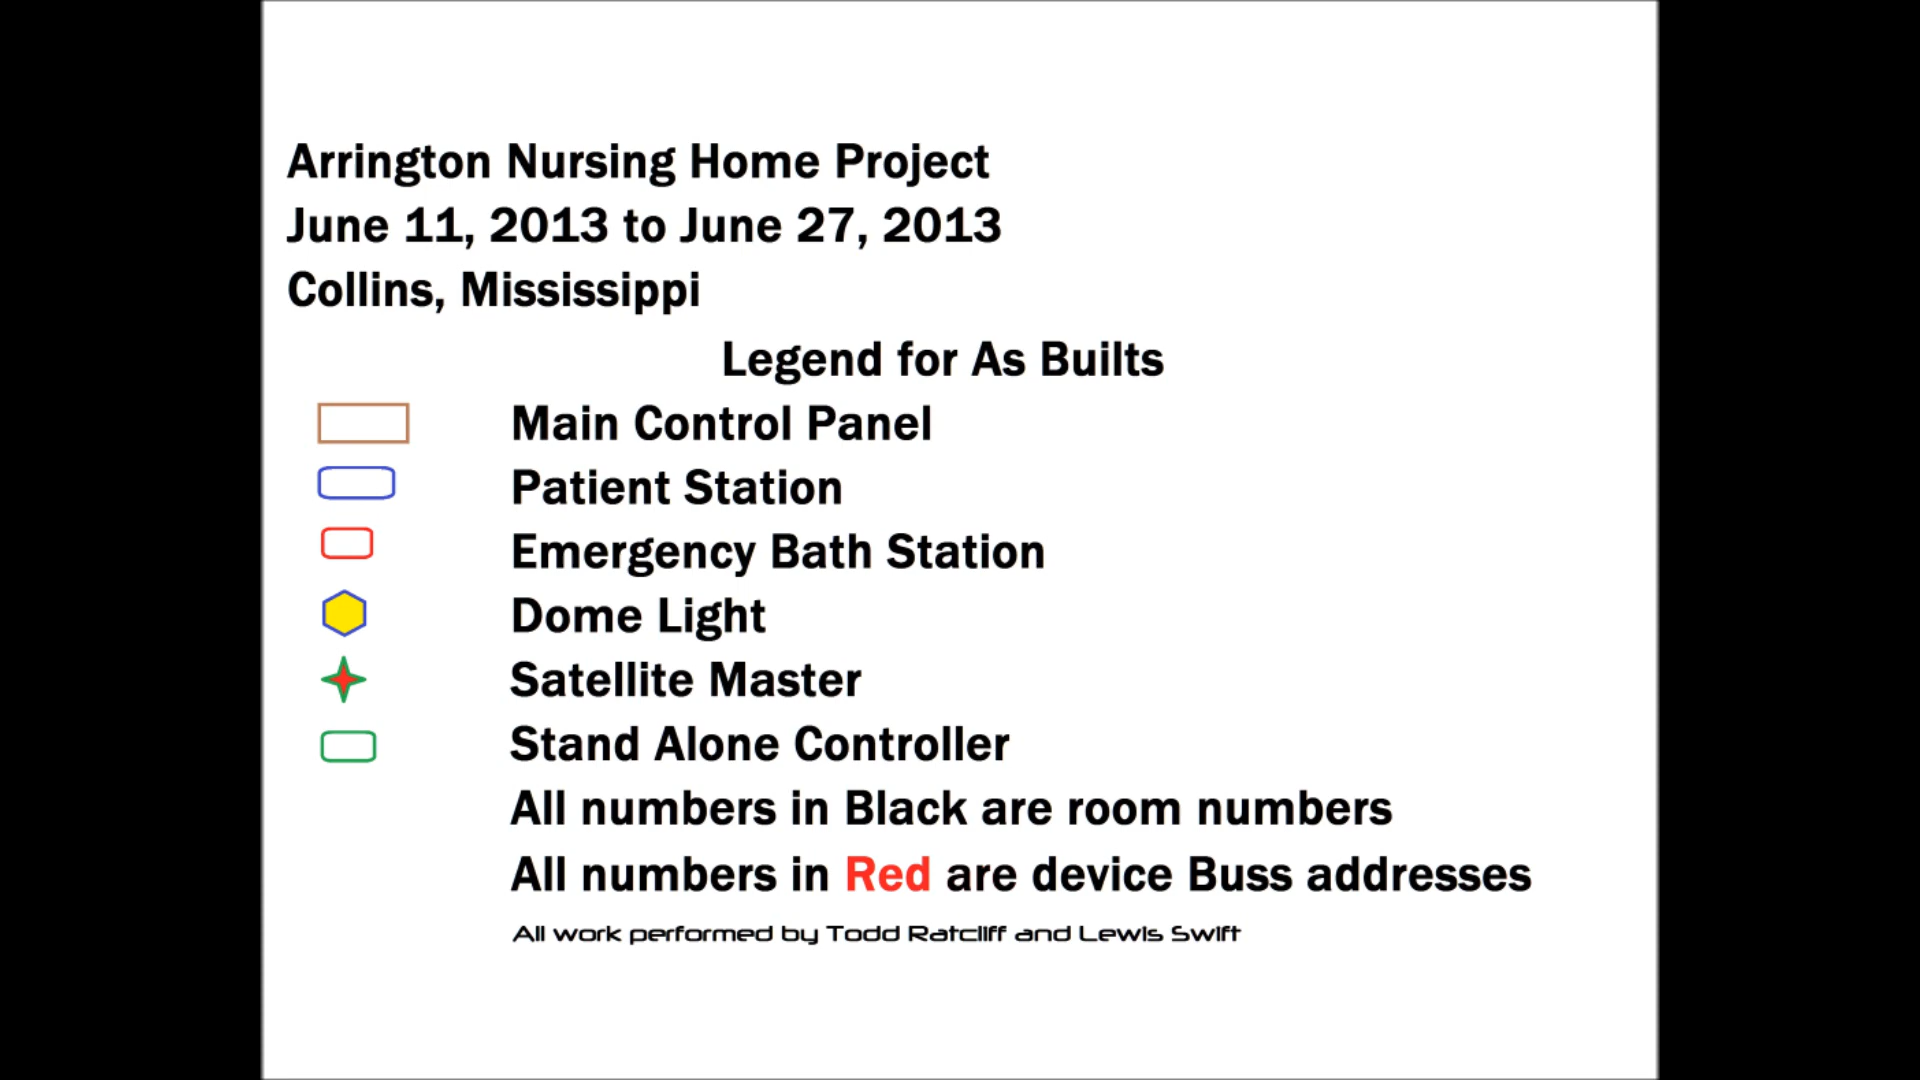 Arrington Nursing Home Project
June 11, 2013 to June 27, 2013
Collins, Mississippi
Legend for As Builts
Main Control Panel
Patient Station
Emergency Bath Station
Dome Light
Satellite Master
Stand Alone Controller
All numbers in Black are room numbers
All numbers in Red are device Buss addresses
All work performed by Todd Ratcliff and Lewis Swift